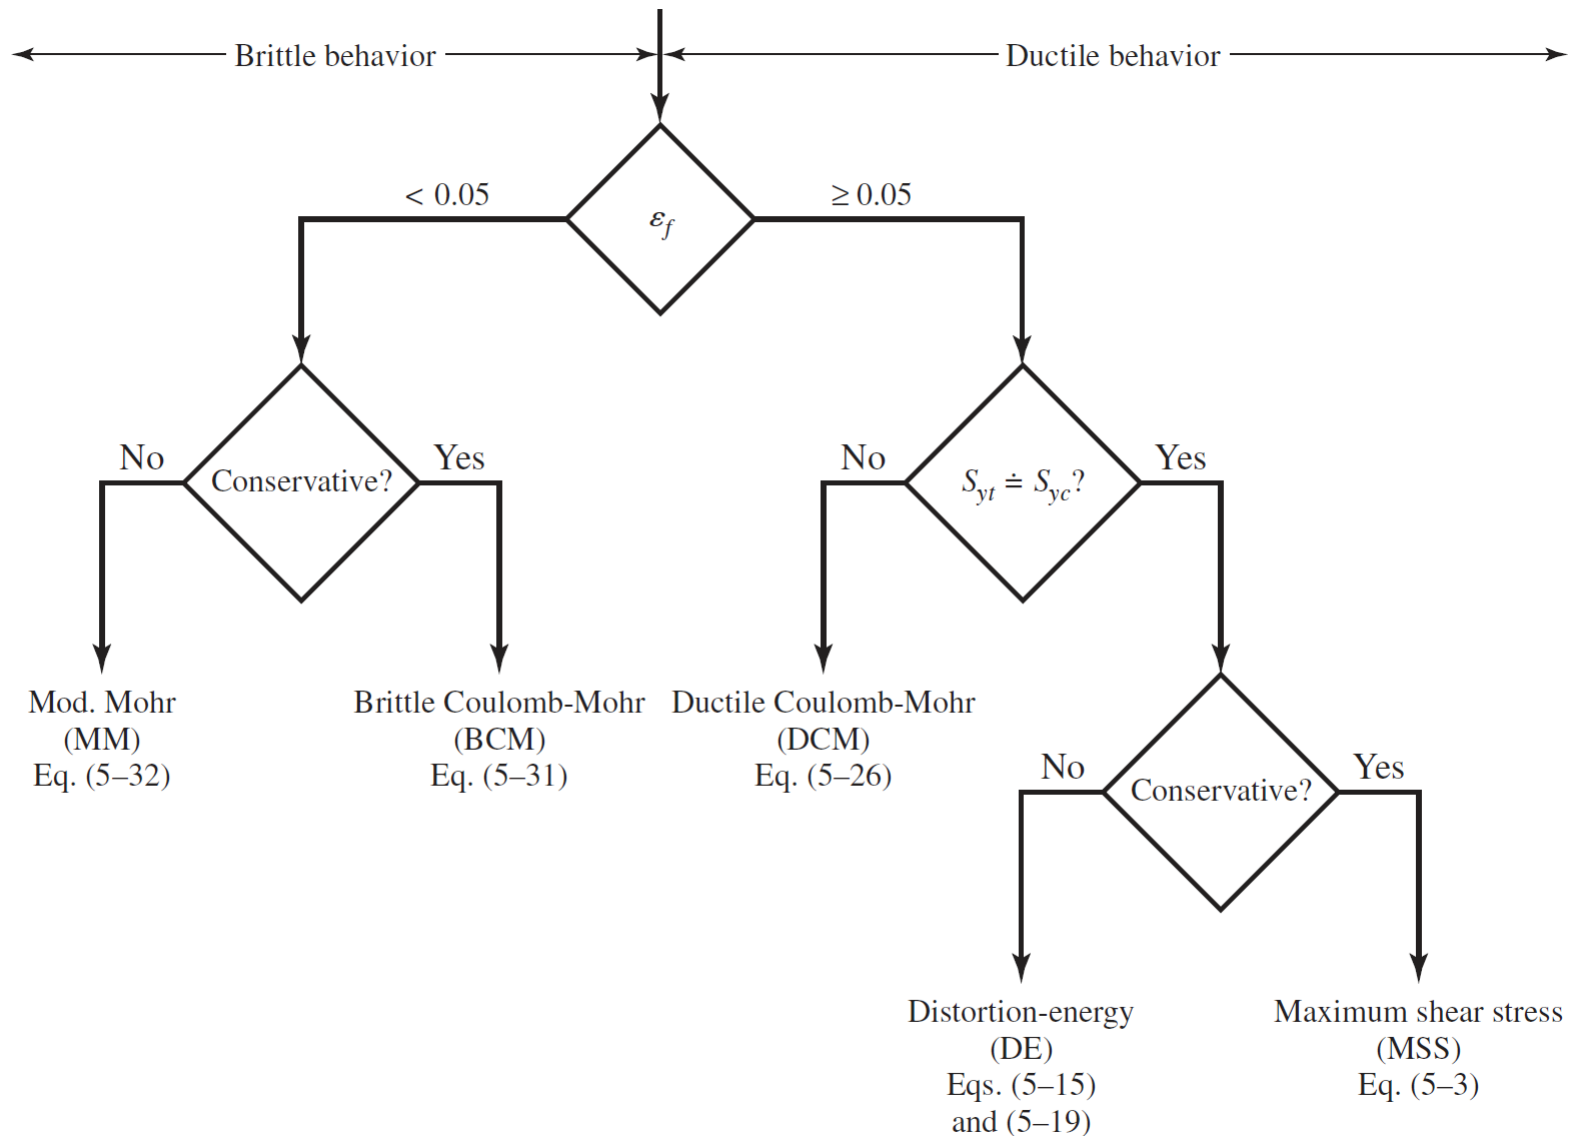 Brittle behavior
Ductile behavior
< 0.05
≥ 0.05
εf
No
Conservative?
Yes
No
Syt ≐ Syc?
Yes
Mod. Mohr
(MM)
Eq. (5–32)
Brittle Coulomb-Mohr
(BCM)
Eq. (5–31)
Ductile Coulomb-Mohr
(DCM)
Eq. (5–26)
No
Conservative?
Yes
Distortion-energy
(DE)
Eqs. (5–15)
and (5–19)
Maximum shear stress
(MSS)
Eq. (5–3)